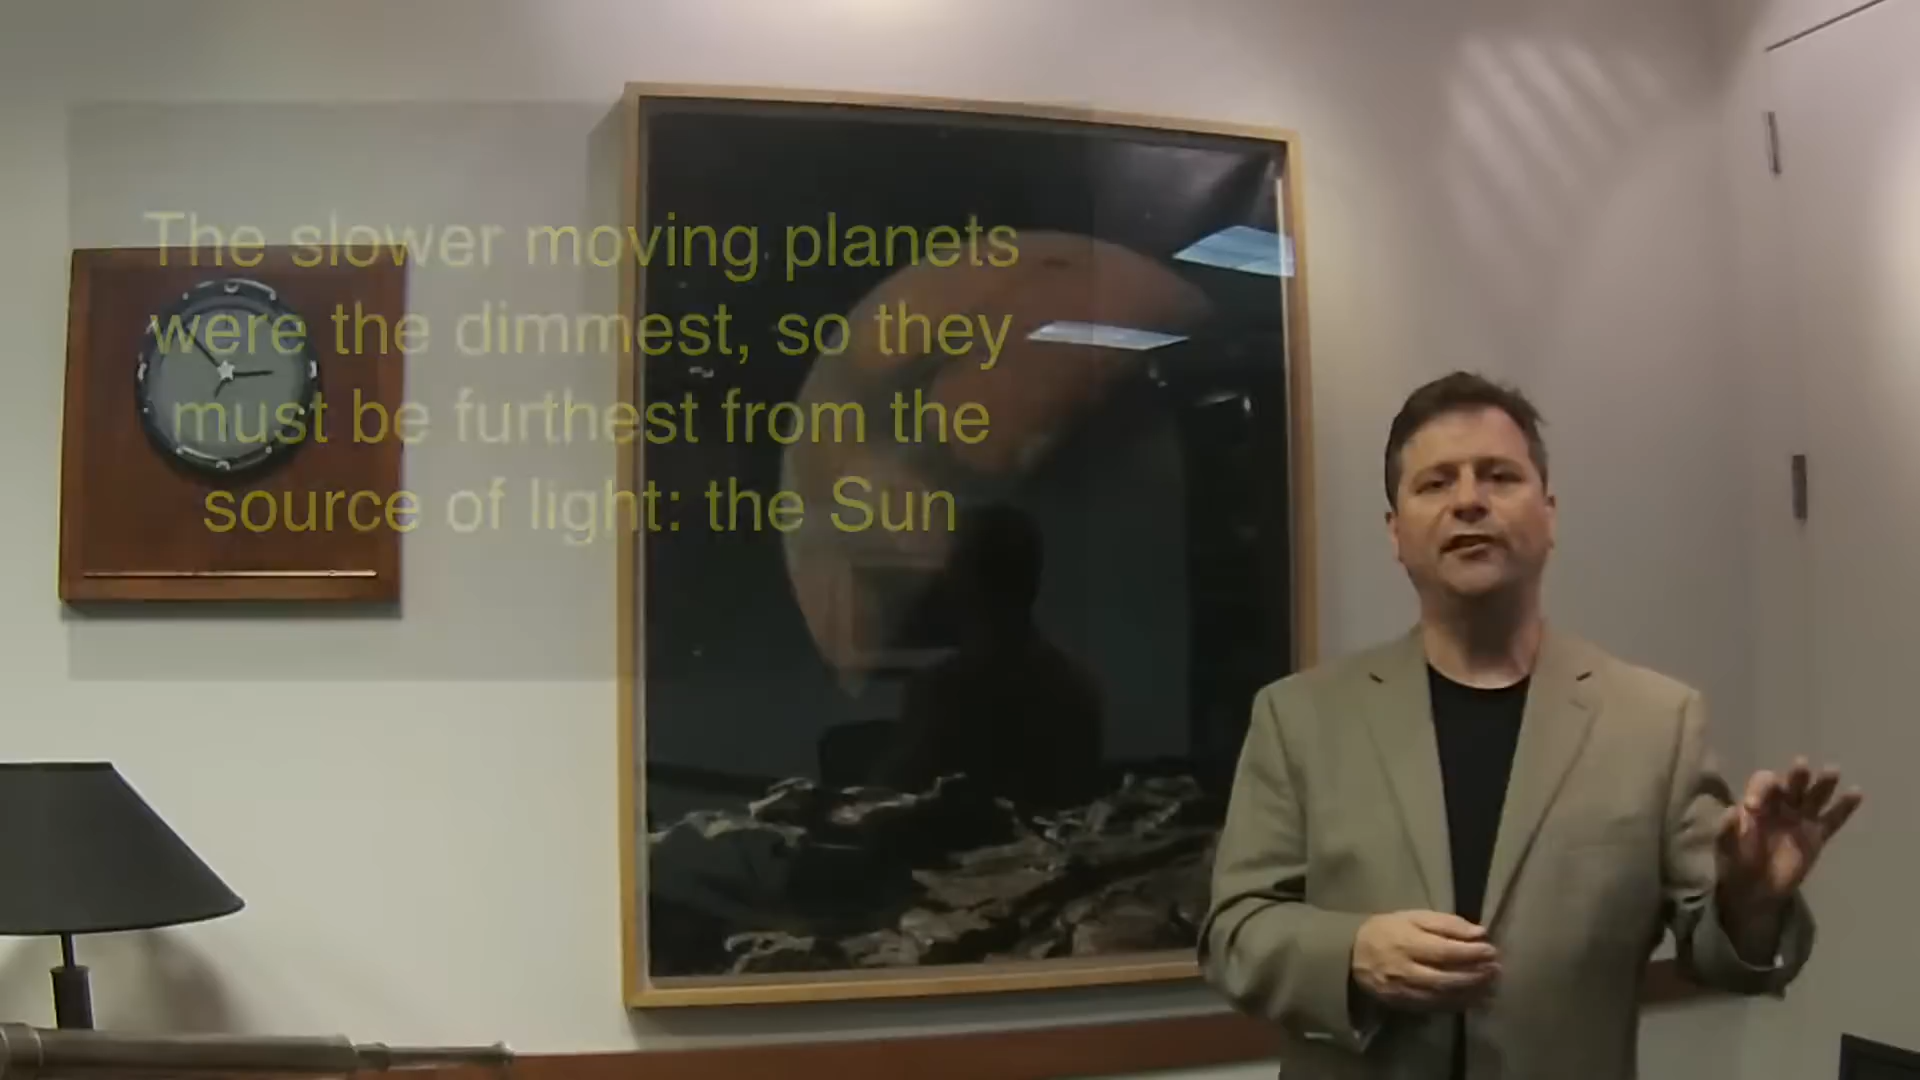 The slower moving planets
were the dimmest, so they
must be furthest from the
source of light: the Sun